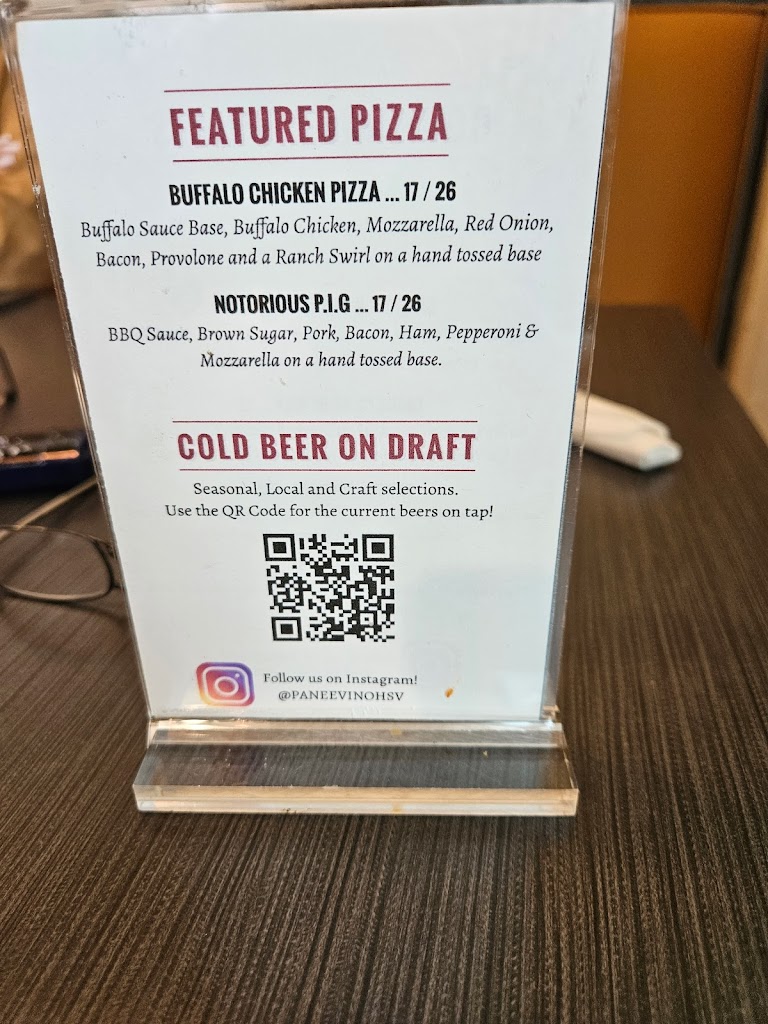 FEATURED PIZZA
BUFFALO CHICKEN PIZZA ... 17 / 26
Buffalo Sauce Base, Buffalo Chicken, Mozzarella, Red Onion,
Bacon, Provolone and a Ranch Swirl on a hand tossed base
NOTORIOUS P.I.G ... 17 / 26
BBQ Sauce, Brown Sugar, Pork, Bacon, Ham, Pepperoni &
Mozzarella on a hand tossed base.
COLD BEER ON DRAFT
Seasonal, Local and Craft selections.
Use the QR Code for the current beers on tap!
Follow us on Instagram!
@PANEEVINOHSV